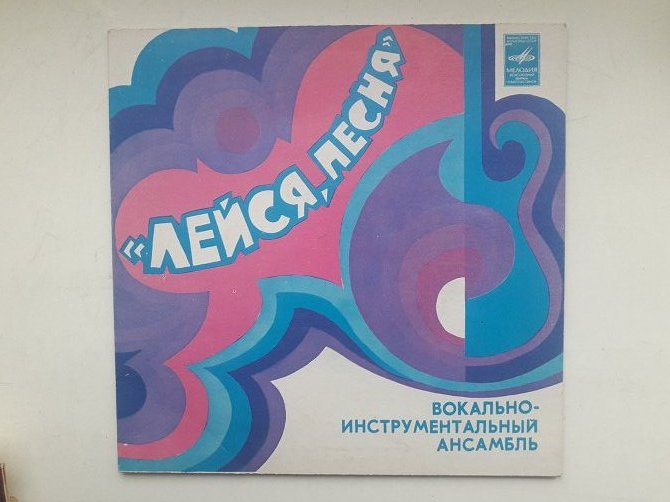 «ЛЕЙСЯ, ПЕСНЯ»
МЕЛОДИЯ
ВОКАЛЬНО-
ИНСТРУМЕНТАЛЬНЫЙ
АНСАМБЛЬ